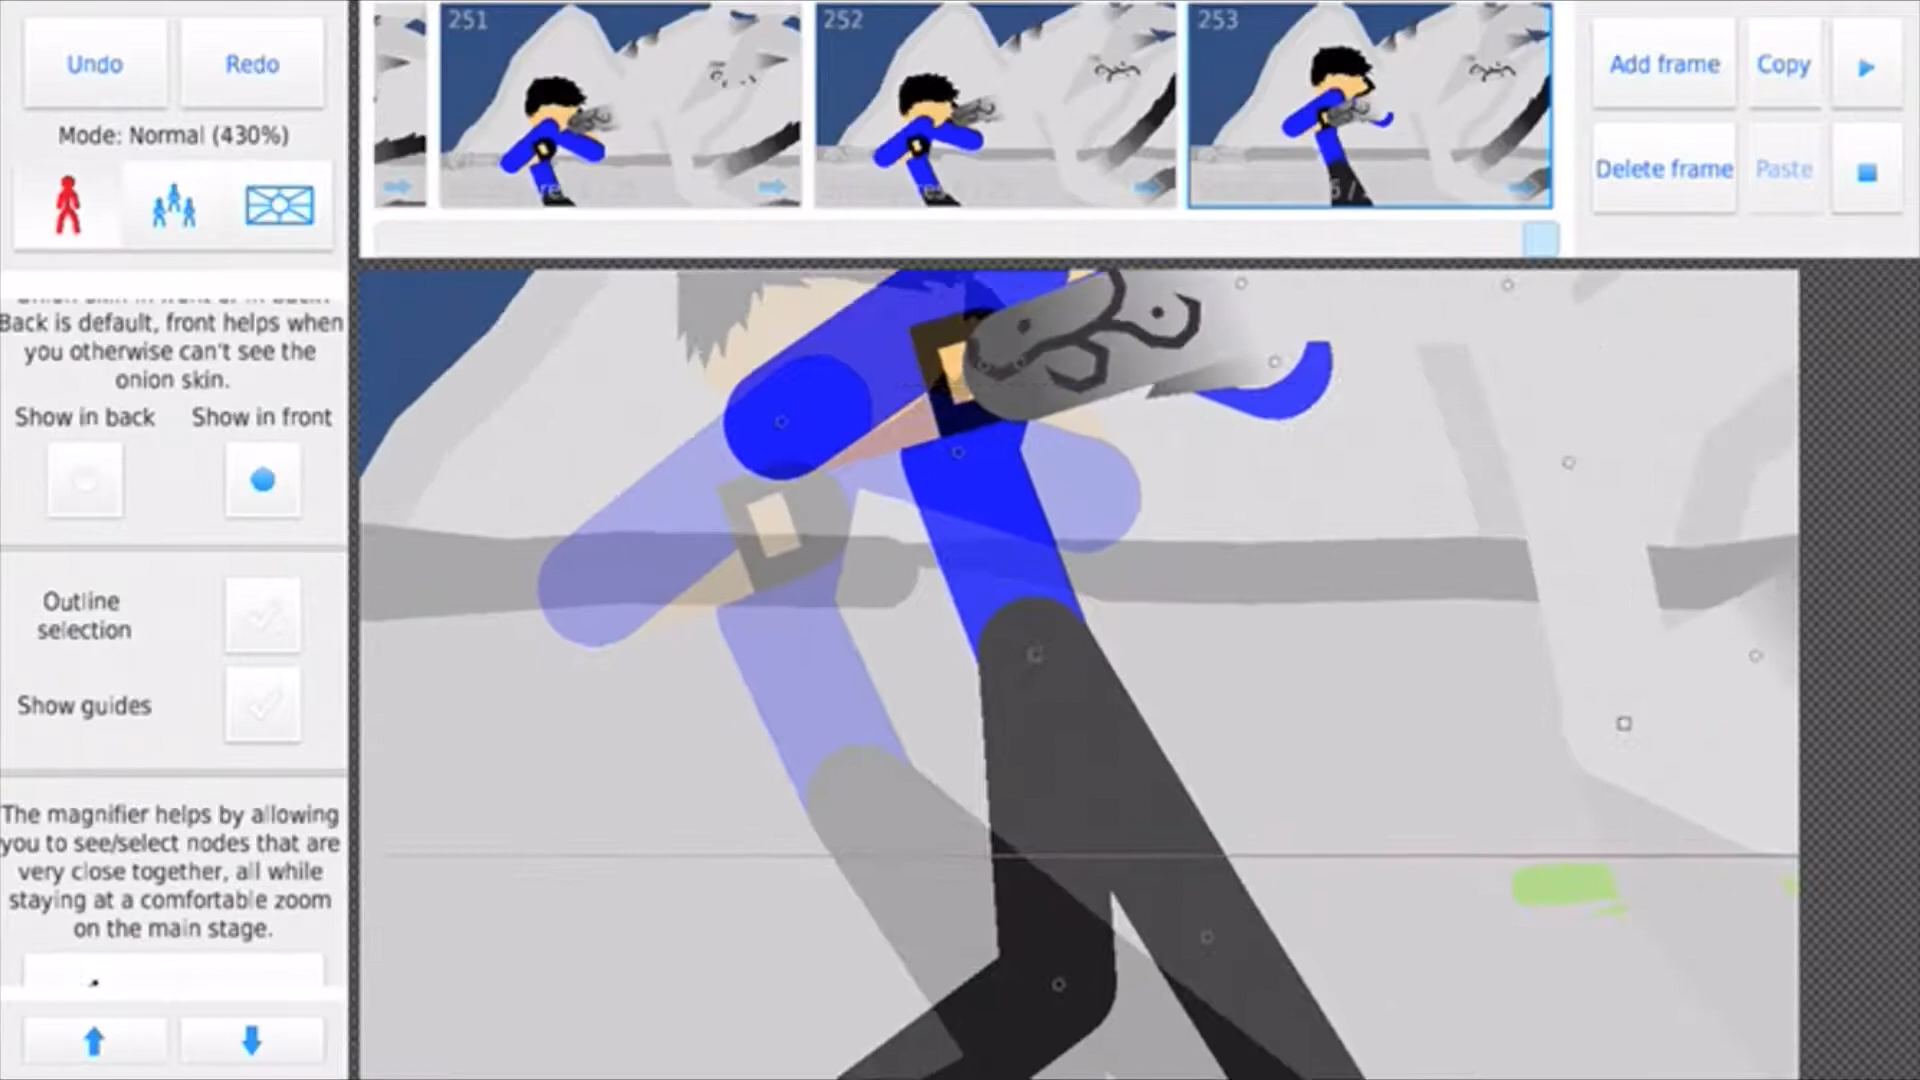 Undo
Redo
Mode: Normal (430%)
Back is default, front helps when
you otherwise can't see the
onion skin.
Show in back
Show in front
Outline
selection
Show guides
The magnifier helps by allowing
you to see/select nodes that are
very close together, all while
staying at a comfortable zoom
on the main stage.
251
252
253
Add frame
Copy
Delete frame
Paste